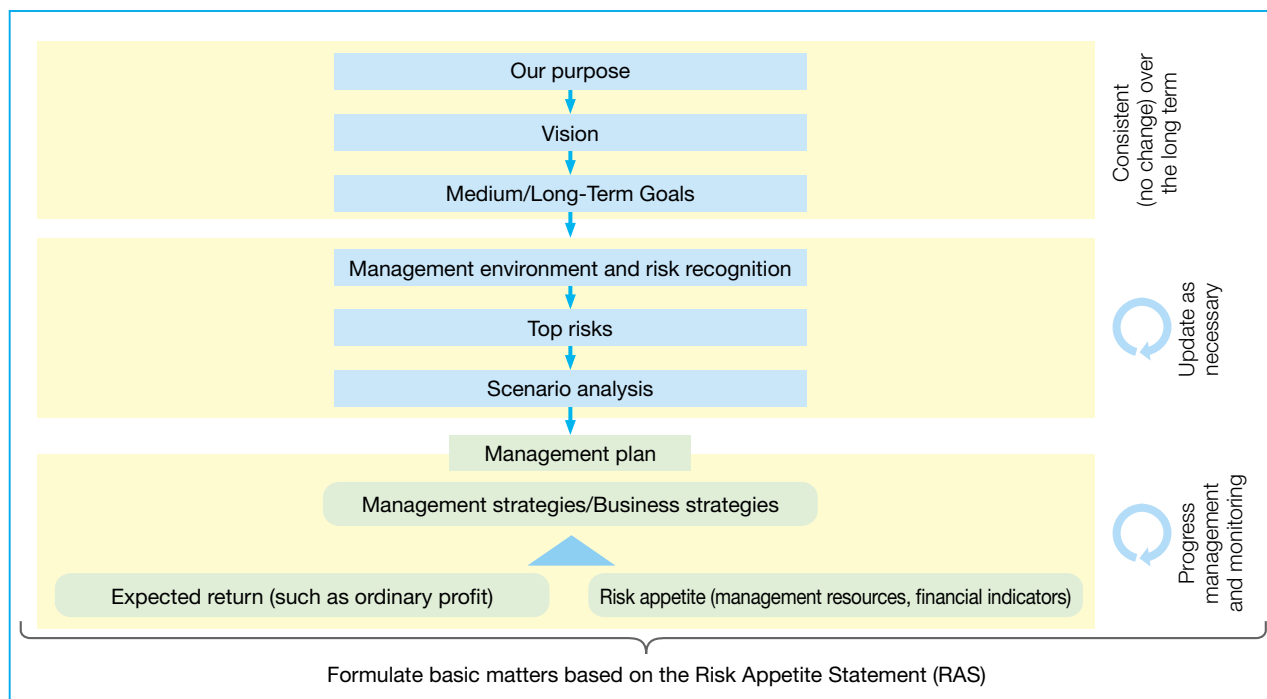 Our purpose
Vision
Medium/Long-Term Goals
Consistent
(no change) over
the long term
Management environment and risk recognition
Top risks
Scenario analysis
Update as
necessary
Management plan
Management strategies/Business strategies
Expected return (such as ordinary profit)
Risk appetite (management resources, financial indicators)
Progress
management
and monitoring
Formulate basic matters based on the Risk Appetite Statement (RAS)